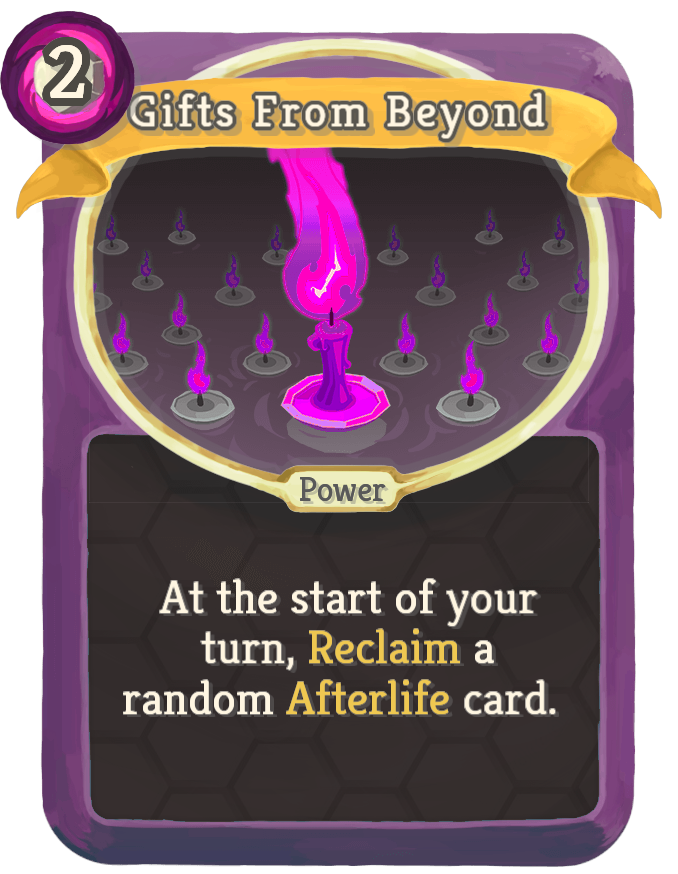 2
Gifts From Beyond
Power
At the start of your
turn, Reclaim a
random Afterlife card.